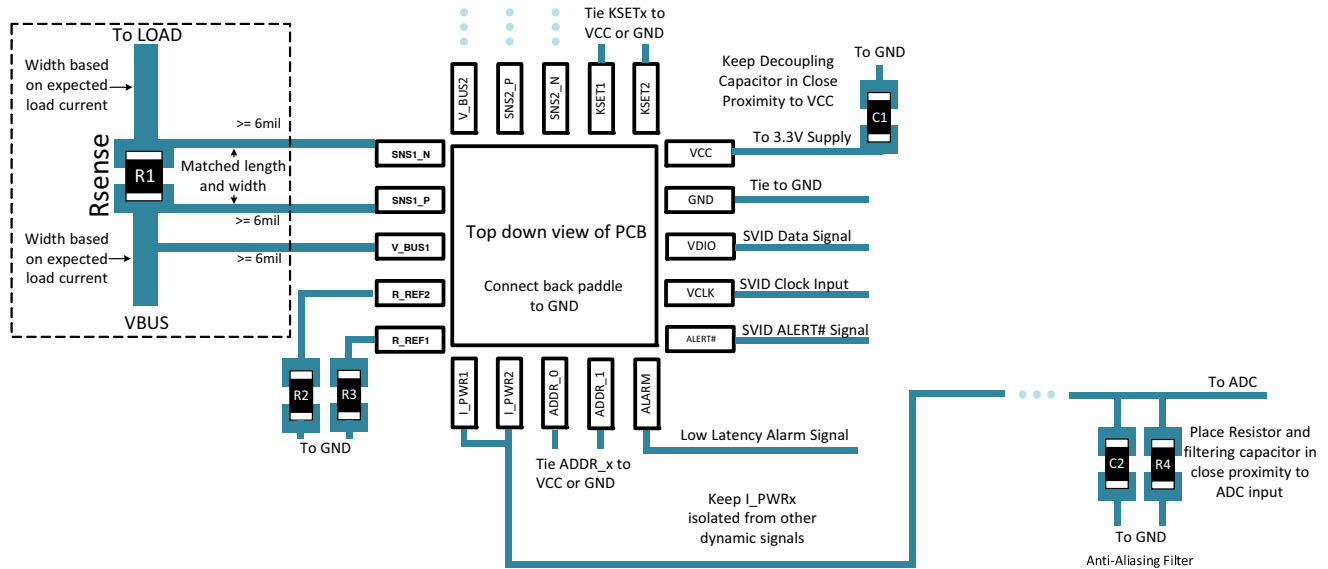 To LOAD
Width based
on expected
load current
>= 6mil
Rsense
R1
Matched length
and width
>= 6mil
Width based
on expected
load current
>= 6mil
VBUS
V_BUS2
SNS2_P
SNS2_N
KSET1
KSET2
Tie KSETx to
VCC or GND
SNS1_N
SNS1_P
V_BUS1
R_REF2
R_REF1
Top down view of PCB
Connect back paddle
to GND
VCC
GND
VDIO
VCLK
ALERT#
Keep Decoupling
Capacitor in Close
Proximity to VCC
To GND
C1
To 3.3V Supply
Tie to GND
SVID Data Signal
SVID Clock Input
SVID ALERT# Signal
R2
R3
To GND
I_PWR1
I_PWR2
ADDR_0
ADDR_1
ALARM
Tie ADDR_x to
VCC or GND
Low Latency Alarm Signal
Keep I_PWRx
isolated from other
dynamic signals
To ADC
C2
R4
Place Resistor and
filtering capacitor in
close proximity to
ADC input
To GND
Anti-Aliasing Filter